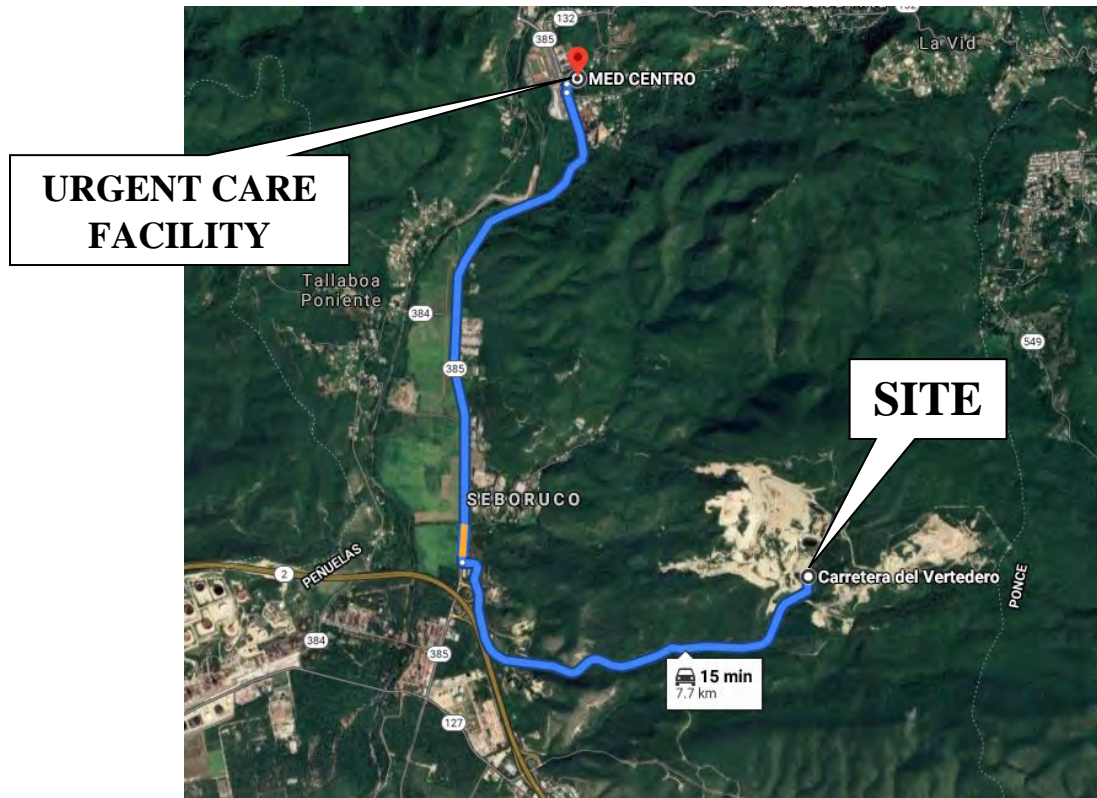 132
132
385
La Vid
MED CENTRO
URGENT CARE
FACILITY
Tallaboa
Poniente
384
549
385
SITE
SEBORUCO
PEÑUELAS
2
Carretera del Vertedero
PONCE
384
385
15 min
7.7 km
127